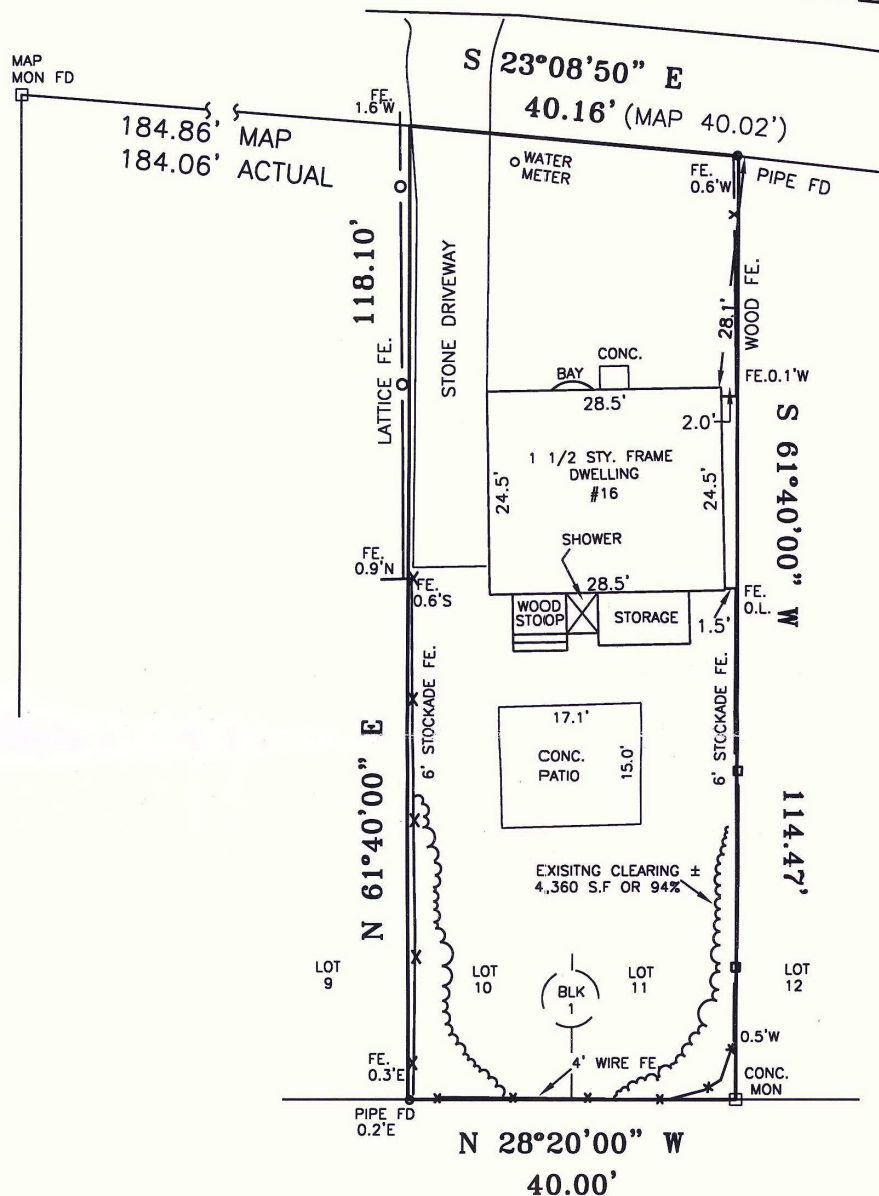 S 23°08'50" E
40.16' (MAP 40.02')
MAP
MON FD
184.86' MAP
184.06' ACTUAL
FE.
1.6'W
WATER
METER
FE.
0.6'W
PIPE FD
118.10'
LATTICE FE.
STONE DRIVEWAY
28.1'
WOOD FE.
BAY
CONC.
28.5'
FE.0.1'W
2.0'
1 1/2 STY. FRAME
DWELLING
#16
24.5'
24.5'
S 61°40'00" W
SHOWER
28.5'
FE.
0.9'N
FE.
0.6'S
WOOD
STOOP
STORAGE
1.5'
FE.
O.L.
6' STOCKADE FE.
6' STOCKADE FE.
17.1'
CONC.
PATIO
15.0'
N 61°40'00" E
114.47'
EXISITNG CLEARING ±
4,360 S.F OR 94%
LOT
9
LOT
10
BLK
1
LOT
11
LOT
12
0.5'W
FE.
0.3'E
4' WIRE FE.
CONC.
MON
PIPE FD
0.2'E
N 28°20'00" W
40.00'